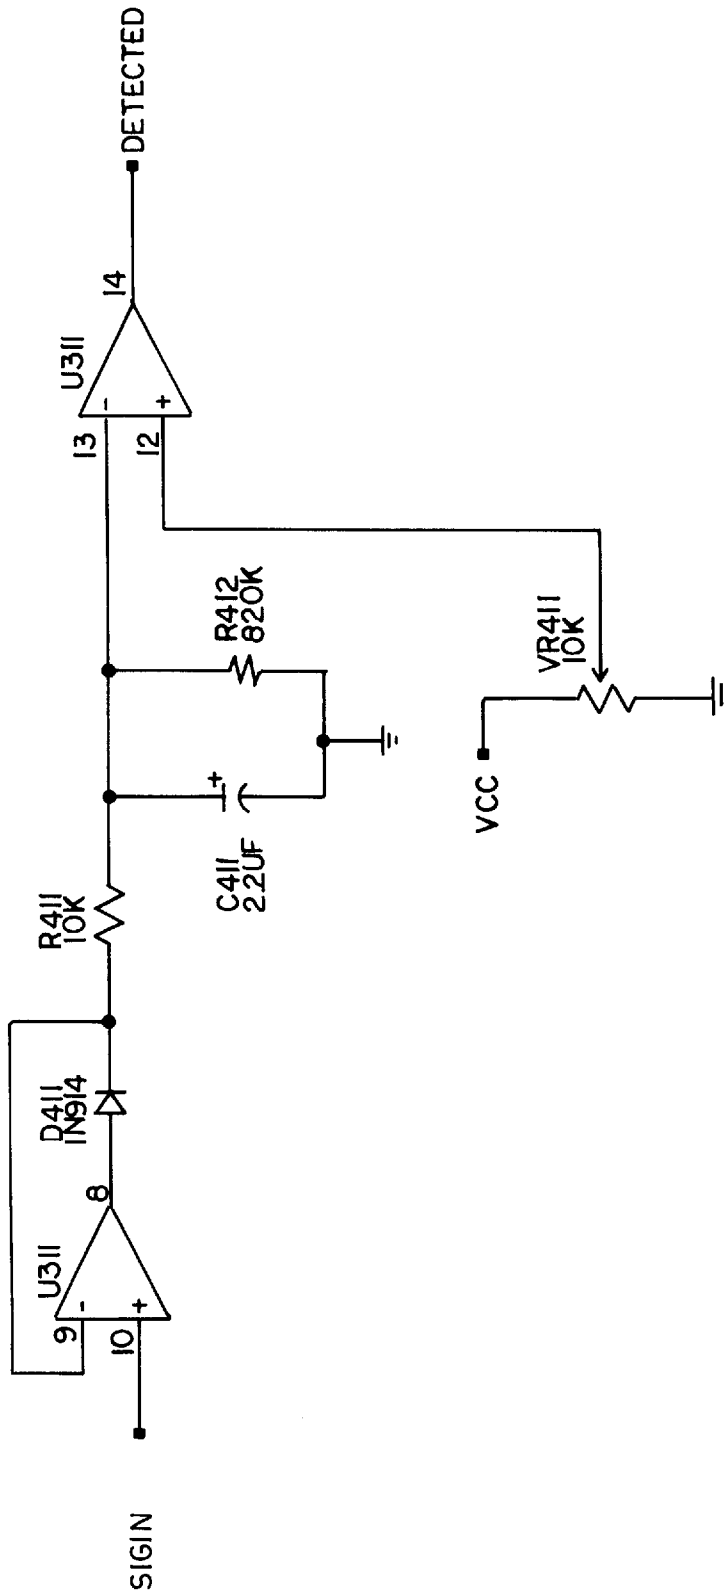 SIGIN
9
10
-
+
U311
8
D411
1N914
R411
10K
C411
2.2UF
+
R412
820K
VCC
VR411
10K
13
12
-
+
U311
14
DETECTED